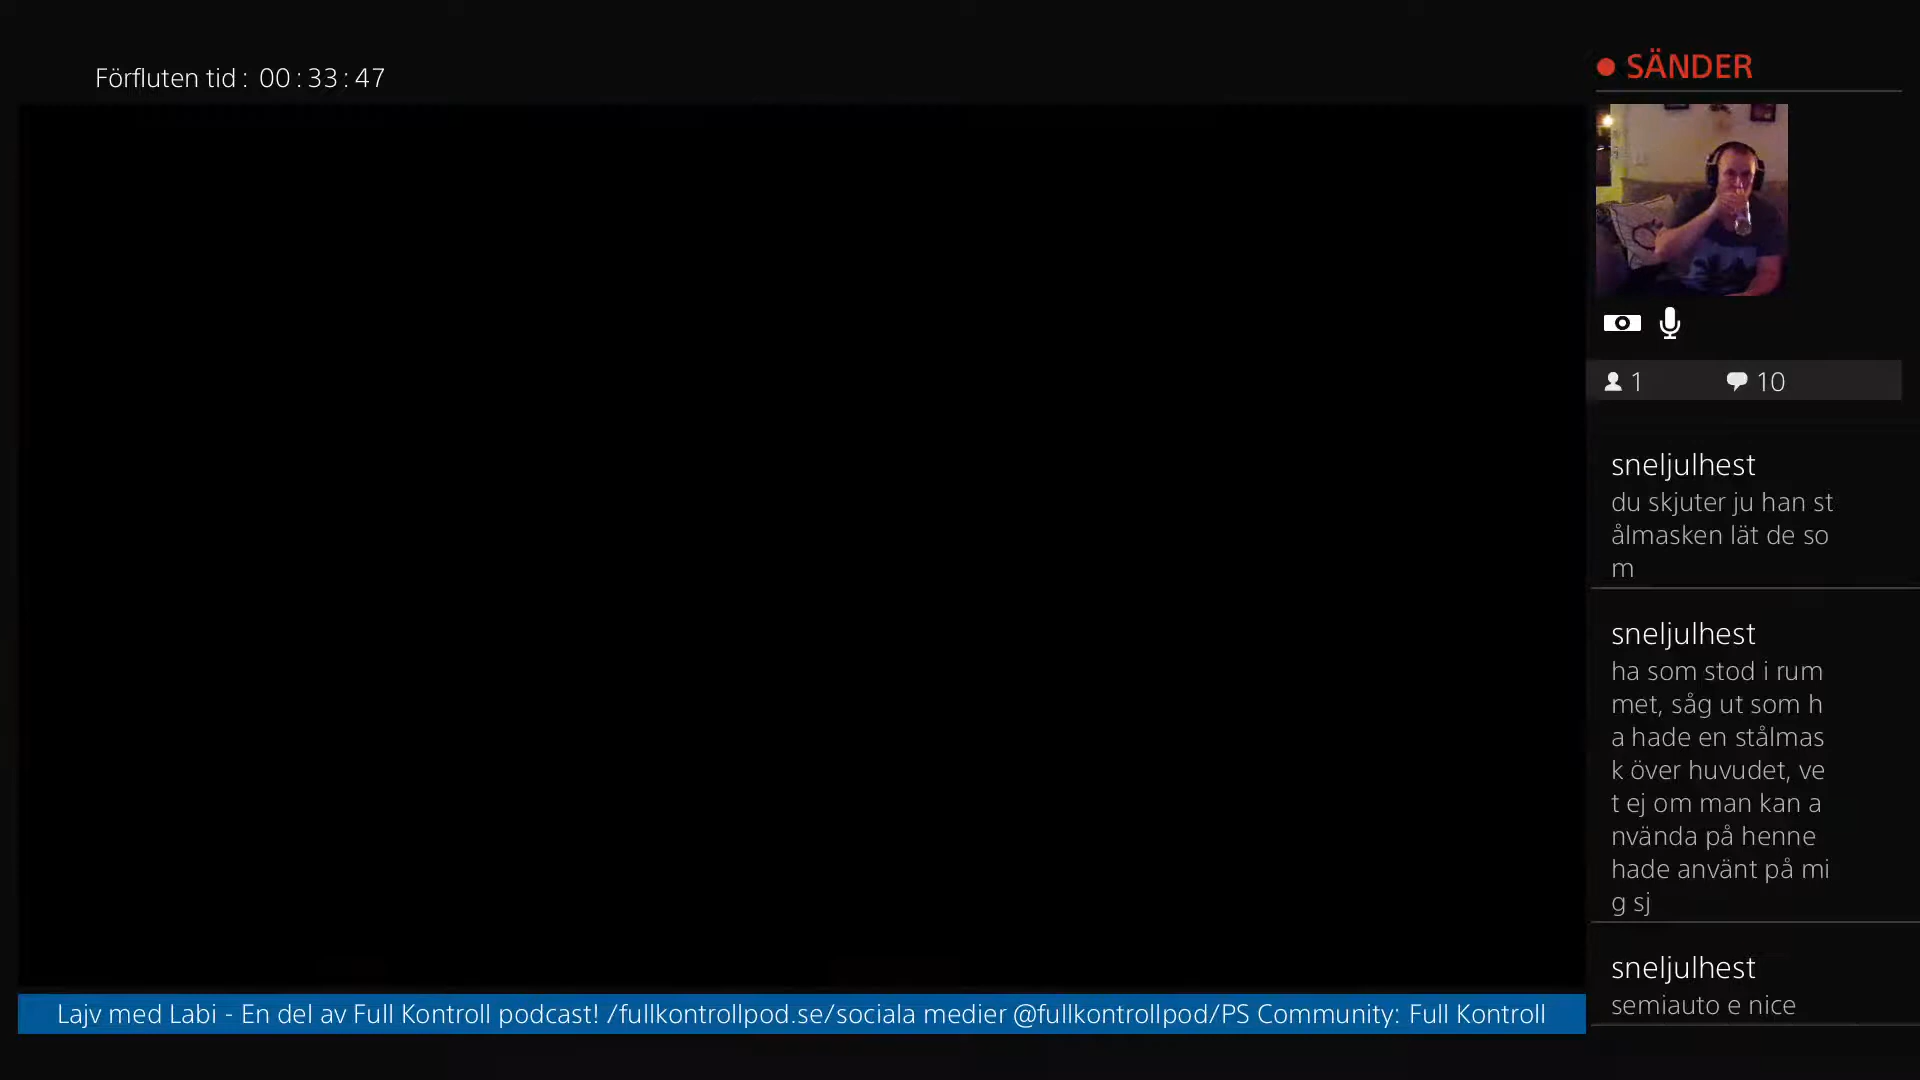 Förfluten tid : 00 : 33 : 47
SÄNDER
1 10
sneljulhest
du skjuter ju han st
ålmasken lät de so
m
sneljulhest
ha som stod i rum
met, såg ut som h
a hade en stålmas
k över huvudet, ve
t ej om man kan a
nvända på henne
hade använt på mi
g sj
sneljulhest
semiauto e nice
Lajv med Labi - En del av Full Kontroll podcast! /fullkontrollpod.se/sociala medier @fullkontrollpod/PS Community: Full Kontroll